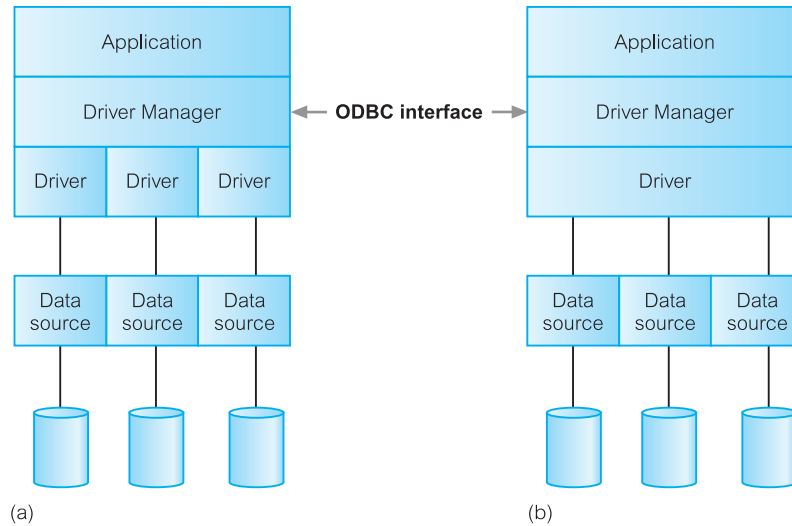 Application
Driver Manager
Driver Driver Driver
Data source Data source Data source
(a)
ODBC interface
Application
Driver Manager
Driver
Data source Data source Data source
(b)